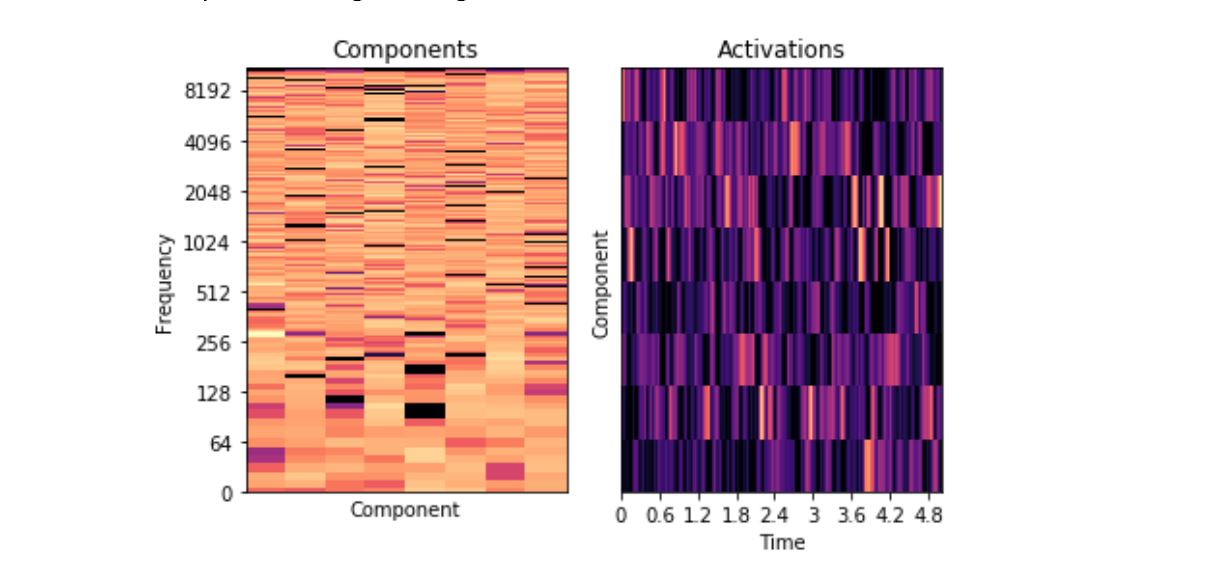 Components
8192
4096
2048
1024
512
256
128
64
0
Frequency
Component
Activations
Component
0 0.6 1.2 1.8 2.4 3 3.6 4.2 4.8
Time